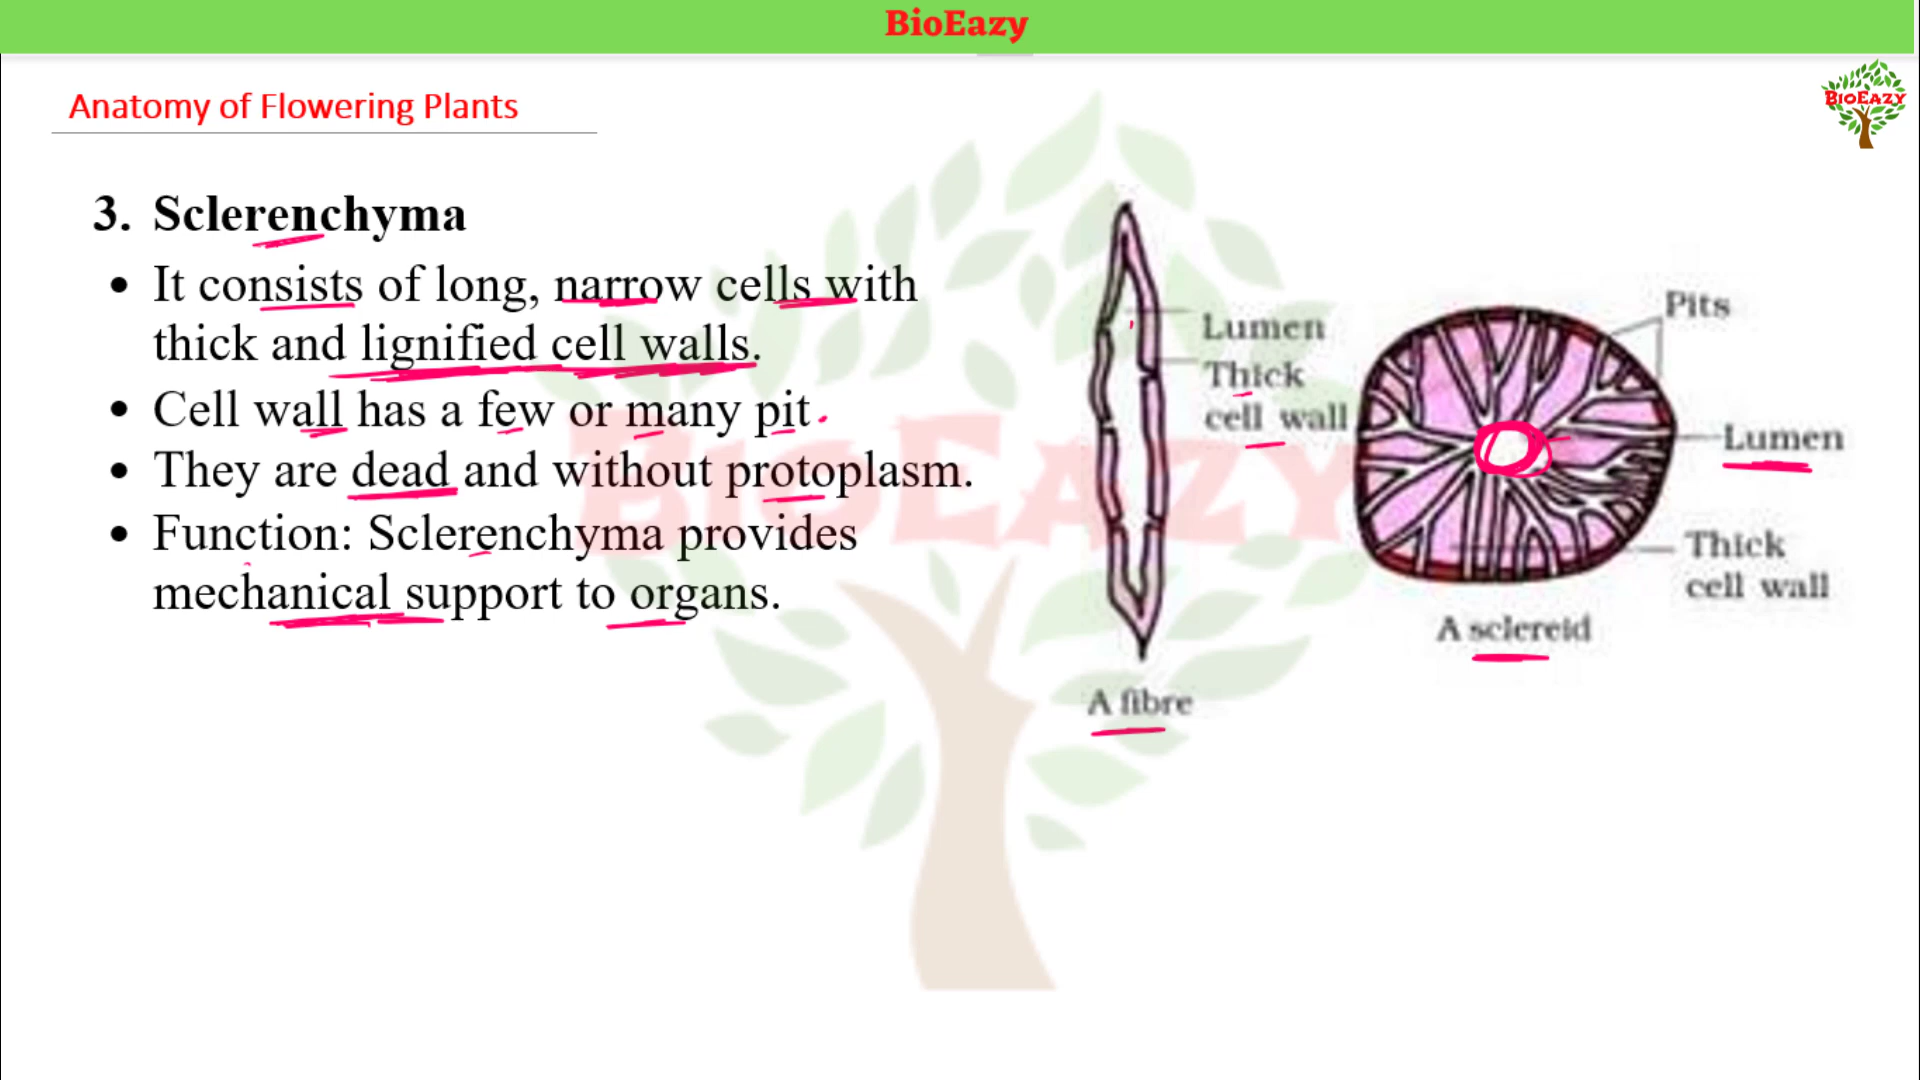 BioEazy
BIOEAZY
Anatomy of Flowering Plants
3. Sclerenchyma
• It consists of long, narrow cells with
thick and lignified cell walls.
• Cell wall has a few or many pit.
• They are dead and without protoplasm.
• Function: Sclerenchyma provides
mechanical support to organs.
Lumen
Thick
cell wall
A fibre
Pits
Lumen
Thick
cell wall
A sclereid
BIOEAZY